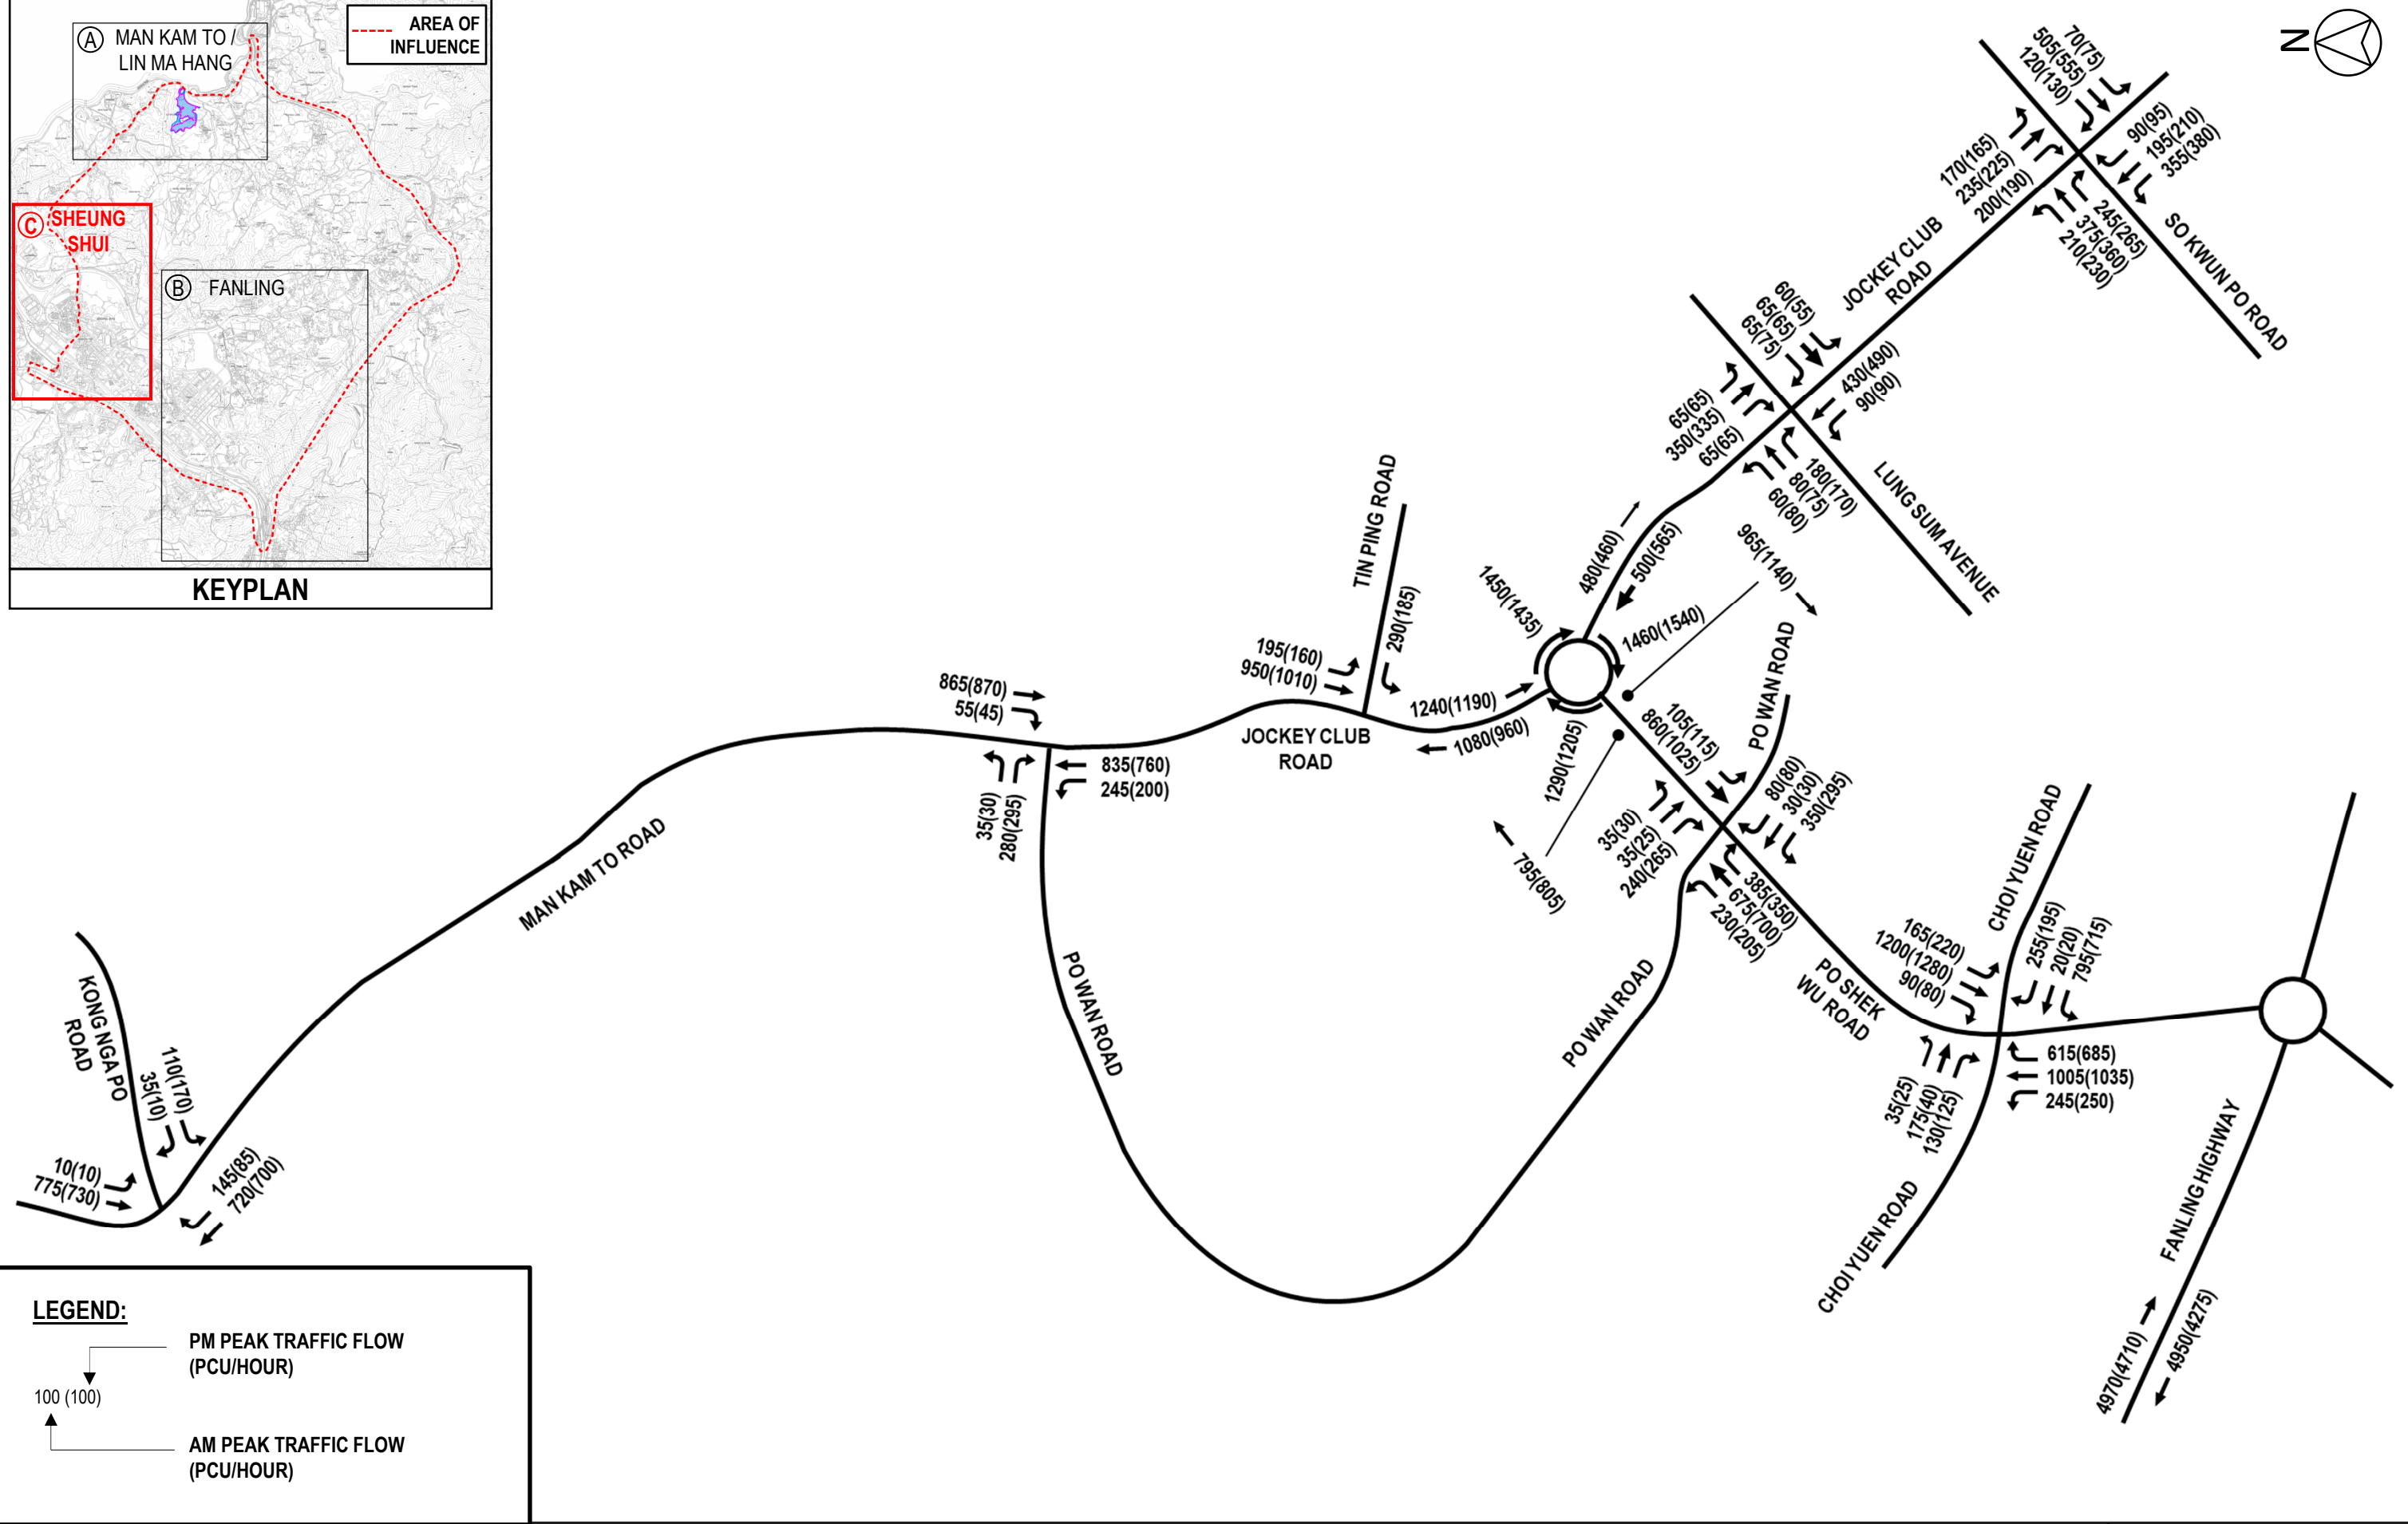 AREA OF
INFLUENCE
A
MAN KAM TO /
LIN MA HANG
C
SHEUNG
SHUI
B
FANLING
KEYPLAN
N
70(75)
505(555)
120(130)
170(165)
235(225)
200(190)
90(95)
195(210)
355(380)
245(265)
375(360)
210(230)
SO KWUN PO ROAD
JOCKEY CLUB
ROAD
60(55)
65(65)
65(75)
65(65)
350(335)
65(65)
430(490)
90(90)
180(170)
80(75)
60(80)
LUNG SUM AVENUE
TIN PING ROAD
290(185)
195(160)
950(1010)
1450(1435)
480(460)
500(565)
1460(1540)
965(1140)
1240(1190)
1080(960)
1290(1205)
795(805)
JOCKEY CLUB
ROAD
865(870)
55(45)
35(30)
280(295)
835(760)
245(200)
MAN KAM TO ROAD
PO WAN ROAD
105(115)
860(1025)
PO WAN ROAD
80(80)
30(30)
350(295)
35(30)
35(25)
240(265)
385(350)
675(700)
230(205)
PO WAN ROAD
PO SHEK
WU ROAD
165(220)
1200(1280)
90(80)
CHOI YUEN ROAD
255(195)
20(20)
795(715)
615(685)
1005(1035)
245(250)
35(25)
175(40)
130(125)
CHOI YUEN ROAD
FANLING HIGHWAY
4970(4710)
4950(4275)
KONG NGA PO
ROAD
110(170)
35(10)
10(10)
775(730)
145(85)
720(700)
LEGEND:
PM PEAK TRAFFIC FLOW
(PCU/HOUR)
100 (100)
AM PEAK TRAFFIC FLOW
(PCU/HOUR)